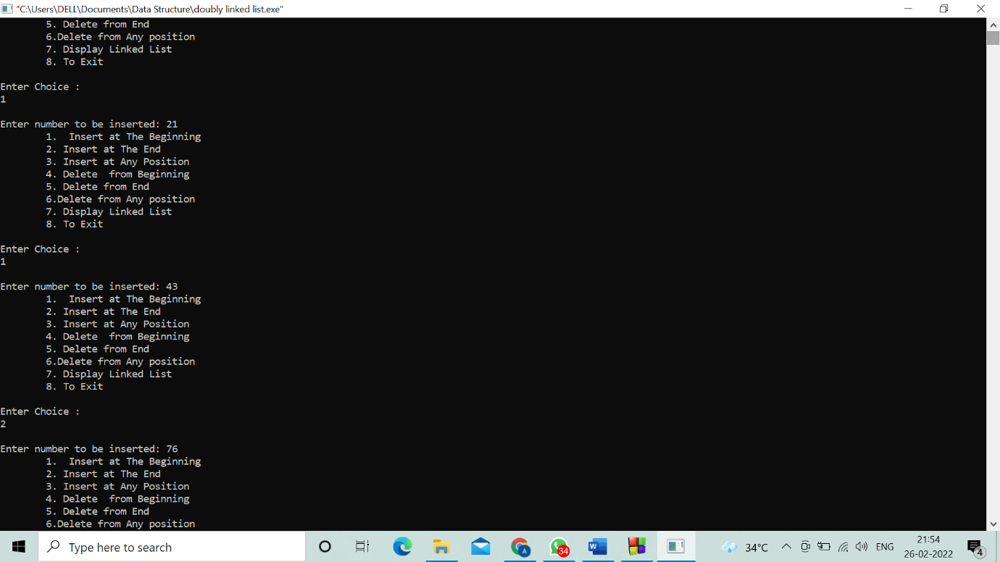 "C:\Users\DELL\Documents\Data Structure\doubly linked list.exe"
5. Delete from End
6.Delete from Any position
7. Display Linked List
8. To Exit
Enter Choice :
1
Enter number to be inserted: 21
1.  Insert at The Beginning
2. Insert at The End
3. Insert at Any Position
4. Delete  from Beginning
5. Delete from End
6.Delete from Any position
7. Display Linked List
8. To Exit
Enter Choice :
1
Enter number to be inserted: 43
1.  Insert at The Beginning
2. Insert at The End
3. Insert at Any Position
4. Delete  from Beginning
5. Delete from End
6.Delete from Any position
7. Display Linked List
8. To Exit
Enter Choice :
2
Enter number to be inserted: 76
1.  Insert at The Beginning
2. Insert at The End
3. Insert at Any Position
4. Delete  from Beginning
5. Delete from End
6.Delete from Any position
Type here to search
A
34
W
34°C
ENG
21:54
26-02-2022
4